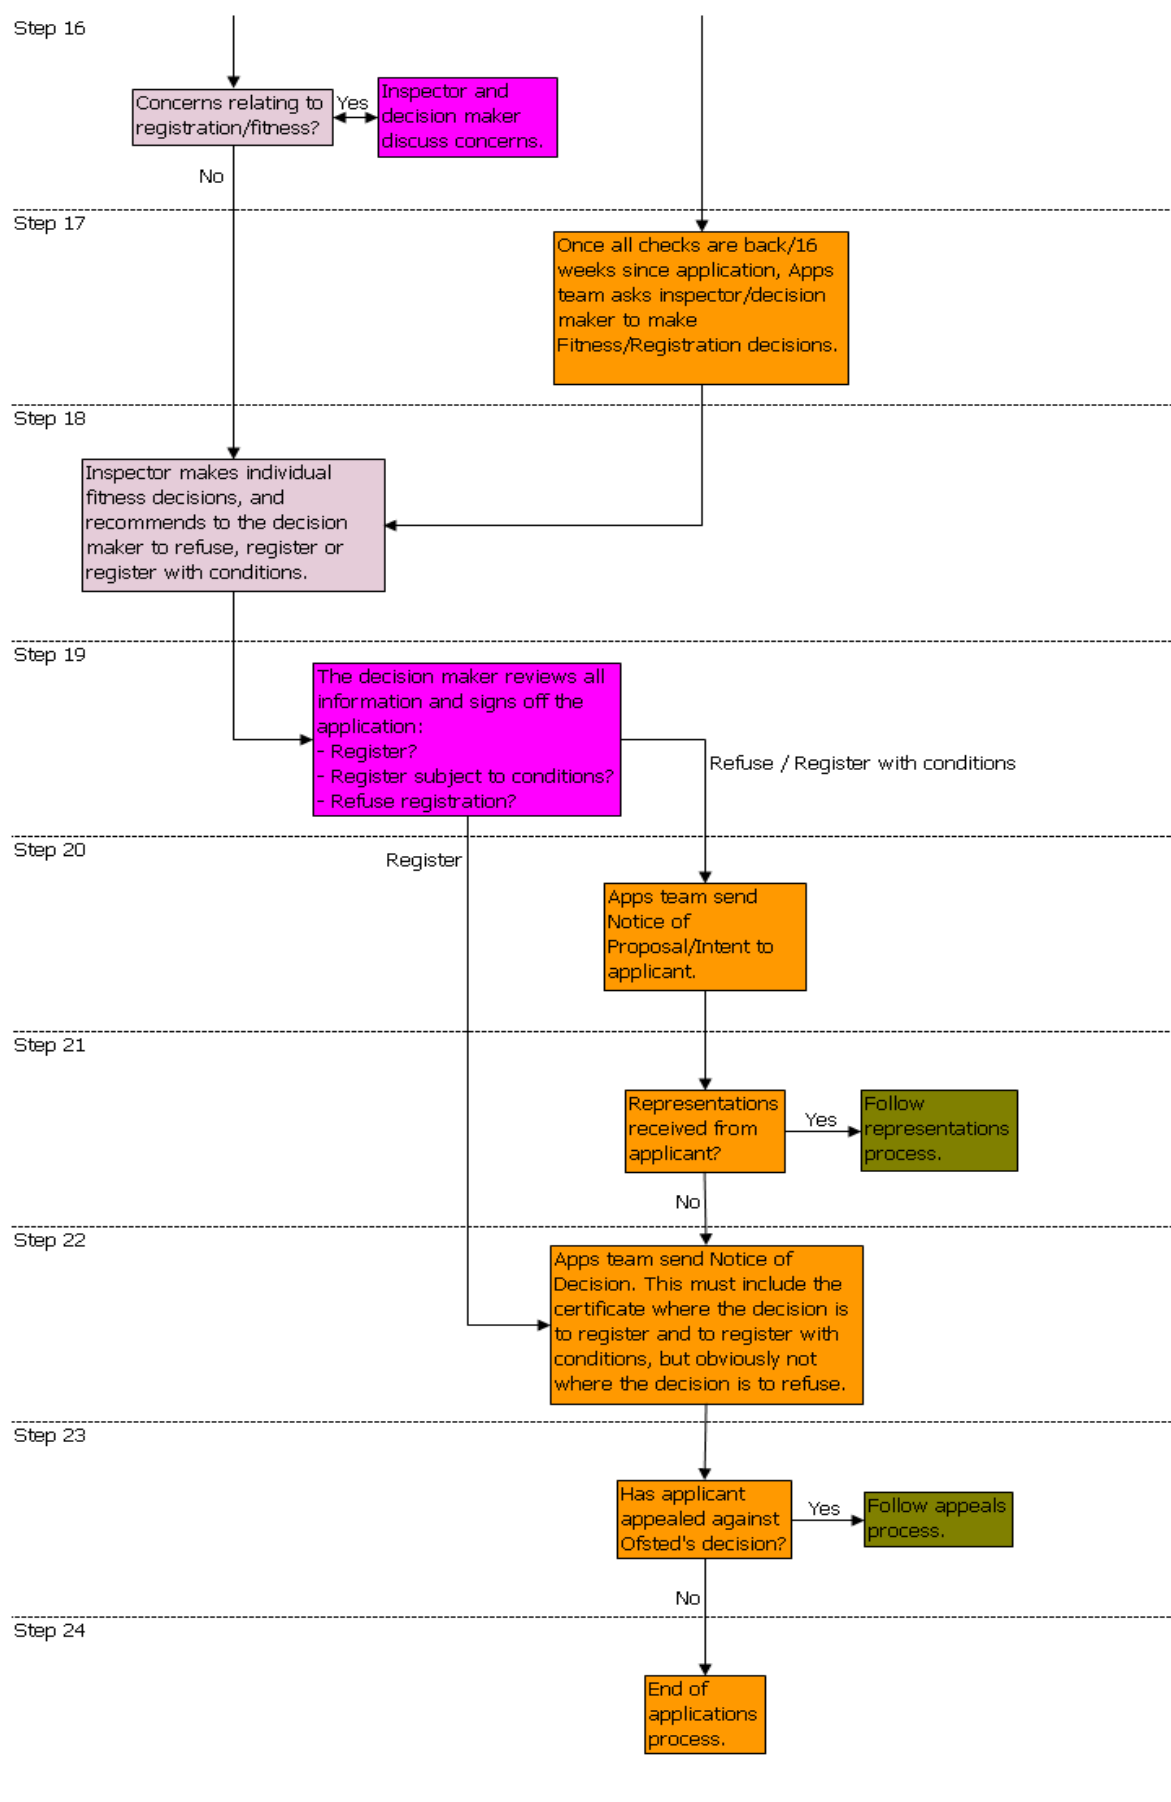 Step 16
Concerns relating to
registration/fitness?
Yes
Inspector and
decision maker
discuss concerns.
No
Step 17
Once all checks are back/16
weeks since application, Apps
team asks inspector/decision
maker to make
Fitness/Registration decisions.
Step 18
Inspector makes individual
fitness decisions, and
recommends to the decision
maker to refuse, register or
register with conditions.
Step 19
The decision maker reviews all
information and signs off the
application:
- Register?
- Register subject to conditions?
- Refuse registration?
Refuse / Register with conditions
Step 20
Register
Apps team send
Notice of
Proposal/Intent to
applicant.
Step 21
Representations
received from
applicant?
Yes
Follow
representations
process.
No
Step 22
Apps team send Notice of
Decision. This must include the
certificate where the decision is
to register and to register with
conditions, but obviously not
where the decision is to refuse.
Step 23
Has applicant
appealed against
Ofsted's decision?
Yes
Follow appeals
process.
No
Step 24
End of
applications
process.